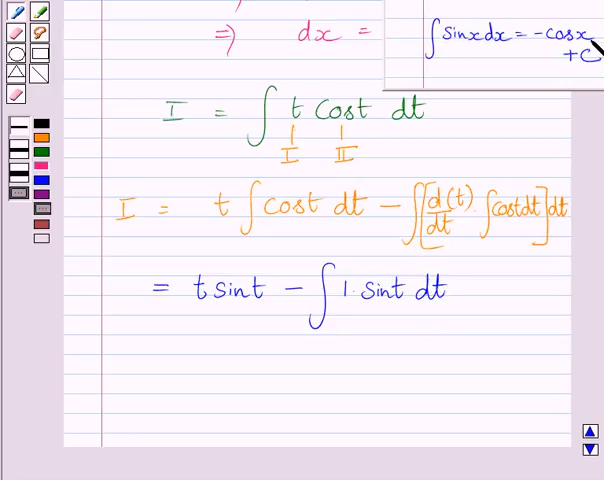 ⇒ dx =
∫ sinx dx = -cosx
+C
I = ∫ t cost dt
I II
I = t ∫ cost dt - ∫ [ d(t)/dt . ∫ cost dt ] dt
= t. sint - ∫ 1. sint dt